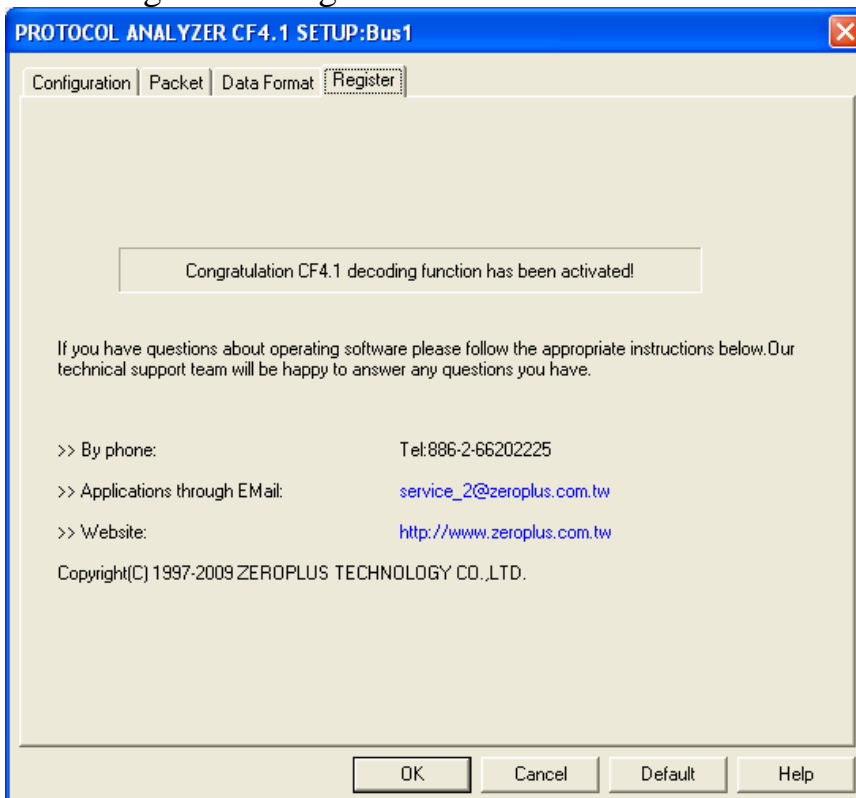 PROTOCOL ANALYZER CF4.1 SETUP:Bus1
Configuration Packet Data Format Register
Congratulation CF4.1 decoding function has been activated!
If you have questions about operating software please follow the appropriate instructions below.Our
technical support team will be happy to answer any questions you have.
>> By phone: Tel:886-2-66202225
>> Applications through EMail: service_2@zeroplus.com.tw
>> Website: http://www.zeroplus.com.tw
Copyright(C) 1997-2009 ZEROPLUS TECHNOLOGY CO.,LTD.
OK Cancel Default Help